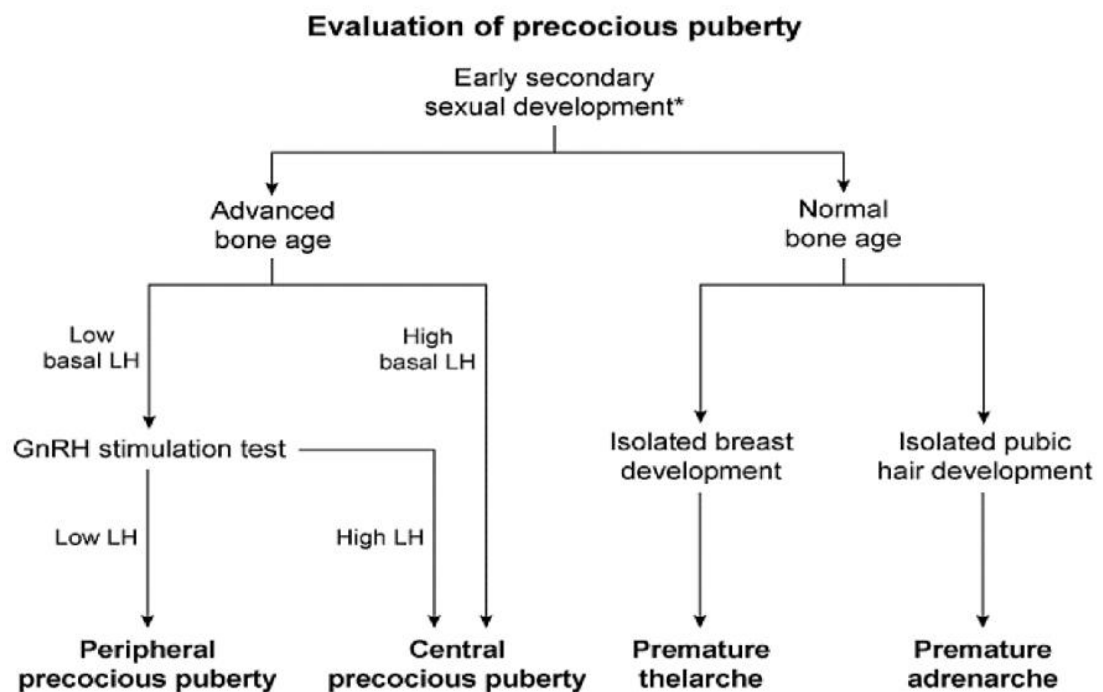 Evaluation of precocious puberty
Early secondary
sexual development*
Advanced
bone age
Normal
bone age
Low
basal LH
High
basal LH
GnRH stimulation test
Isolated breast
development
Isolated pubic
hair development
Low LH
High LH
Peripheral
precocious puberty
Central
precocious puberty
Premature
thelarche
Premature
adrenarche